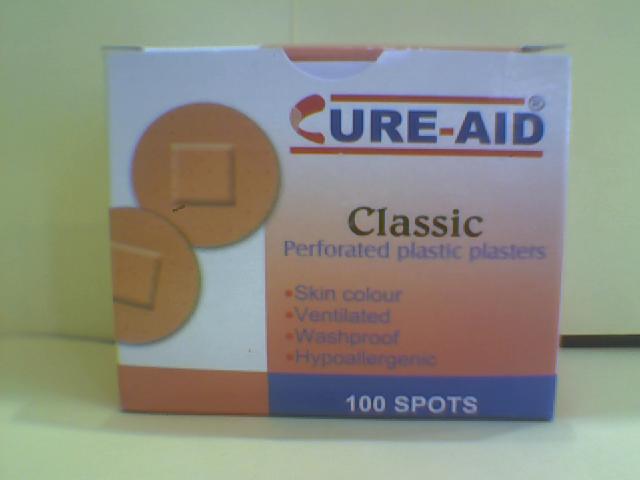 CURE-AID®
Classic
Perforated plastic plasters
•Skin colour
•Ventilated
•Washproof
•Hypoallergenic
100 SPOTS